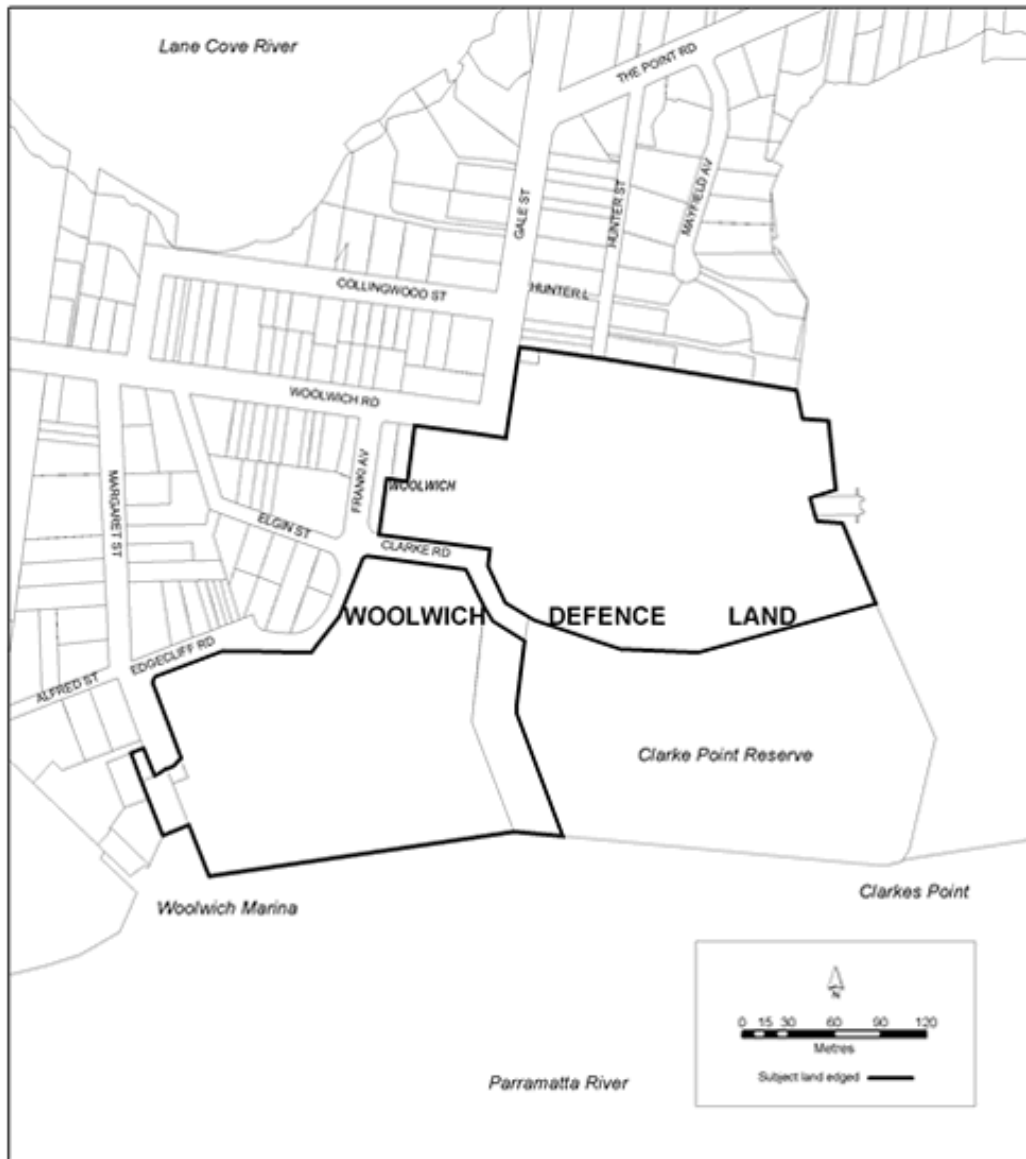 Lane Cove River
THE POINT RD
GALE ST
HUNTER ST
MAYFIELD AV
COLLINGWOOD ST
HUNTER L
WOOLWICH RD
FRANKI AV
WOOLWICH
MARGARET ST
ELGIN ST
CLARKE RD
WOOLWICH DEFENCE LAND
EDGECLIFF RD
ALFRED ST
Clarke Point Reserve
Woolwich Marina
Clarkes Point
N
0 15 30 60 90 120
Metres
Subject land edged
Parramatta River